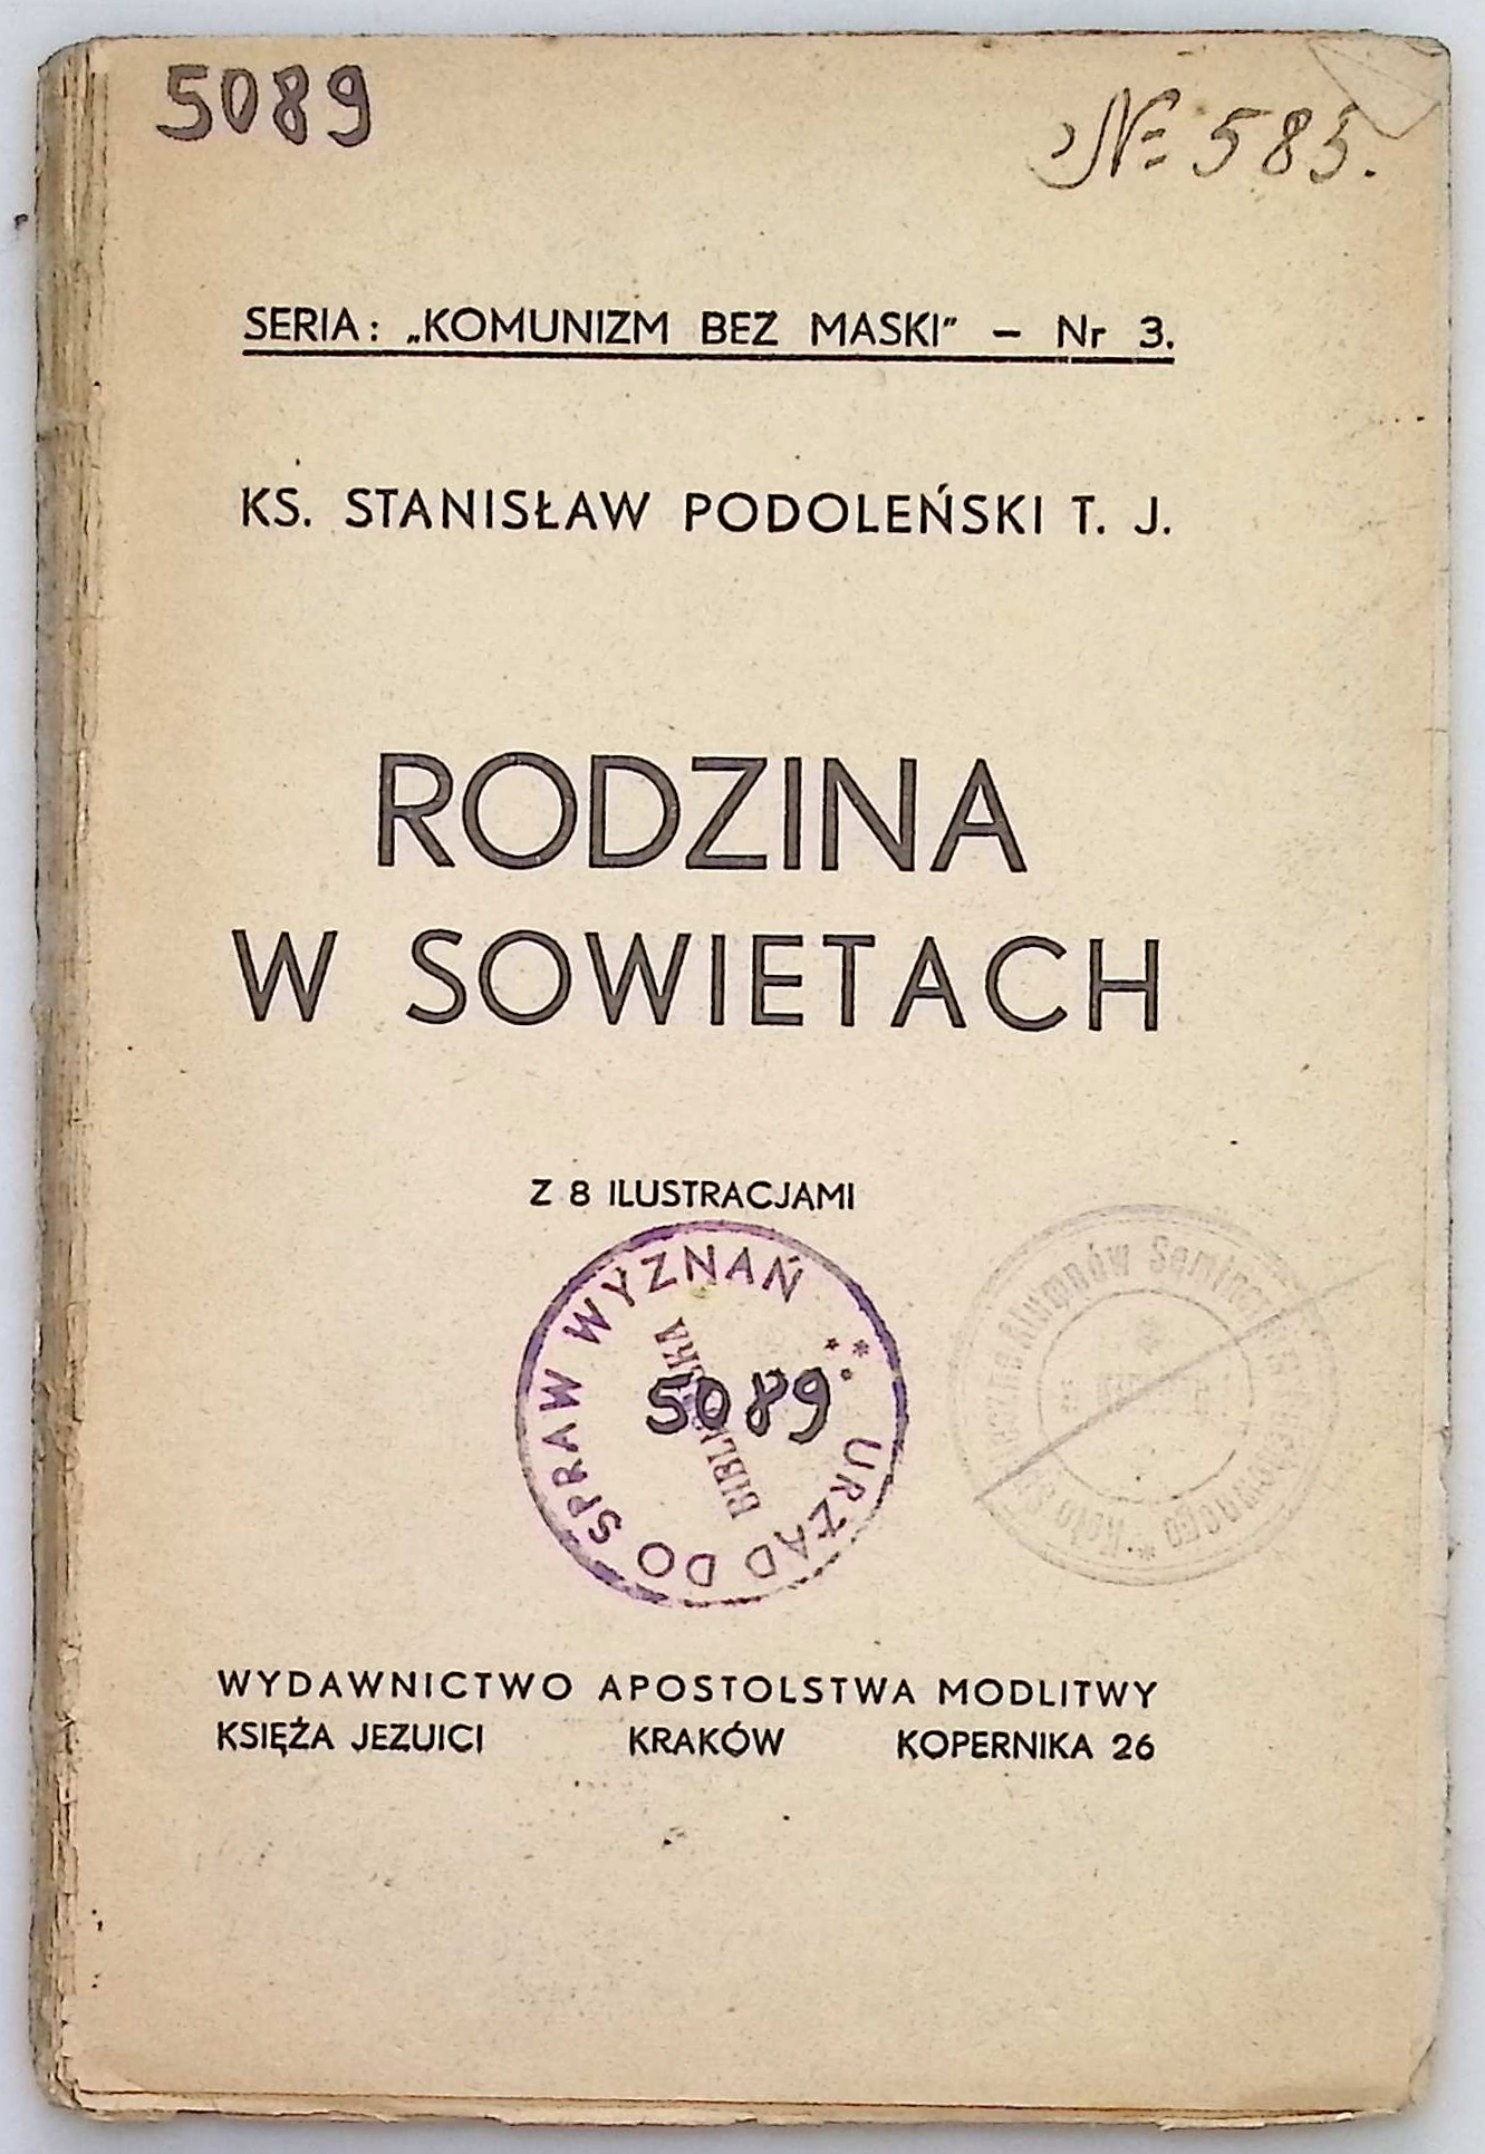 5089
№ 585.
SERIA: „KOMUNIZM BEZ MASKI” – Nr 3.
KS. STANISŁAW PODOLEŃSKI T. J.
RODZINA
W SOWIETACH
Z 8 ILUSTRACJAMI
URZĄD DO SPRAW WYZNAŃ
5089
Alumnów
WYDAWNICTWO APOSTOLSTWA MODLITWY
KSIĘŻA JEZUICI KRAKÓW KOPERNIKA 26